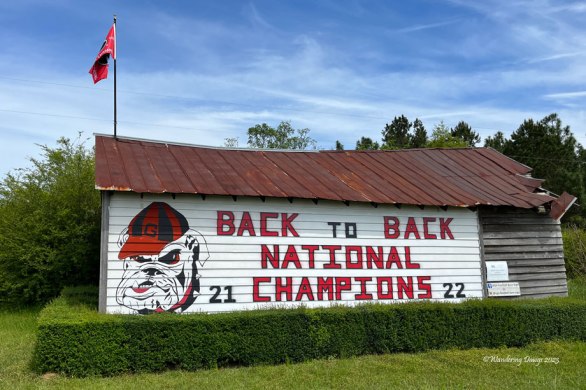 G
BACK TO BACK
NATIONAL
21 CHAMPIONS 22
©Wandering Dawgs 2023